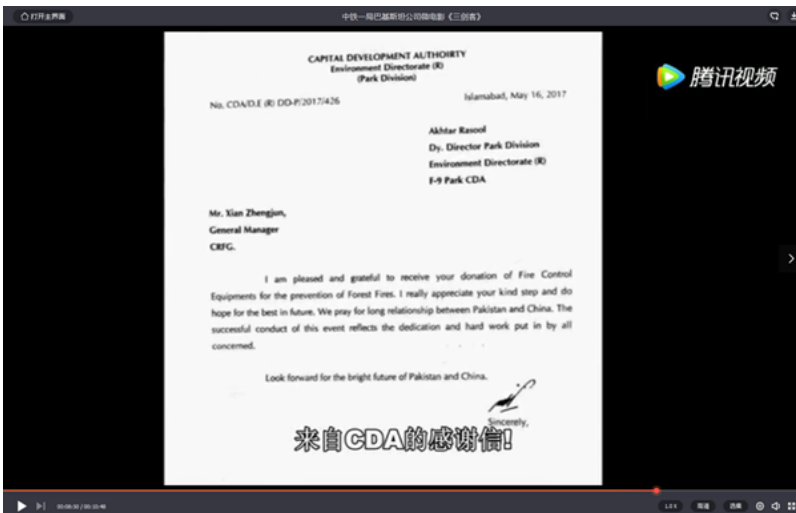 打开主界面
中铁一局巴基斯坦公司微电影《三剑客》
腾讯视频
CAPITAL DEVELOPMENT AUTHOIRTY
Environment Directorate (R)
(Park Division)
No. CDA/D.E (R) DD-P/2017/426
Islamabad, May 16, 2017
Akhtar Rasool
Dy. Director Park Division
Environment Directorate (R)
F-9 Park CDA
Mr. Xian Zhengjun,
General Manager
CRFG.
I am pleased and grateful to receive your donation of Fire Control
Equipments for the prevention of Forest Fires. I really appreciate your kind step and do
hope for the best in future. We pray for long relationship between Pakistan and China. The
successful conduct of this event reflects the dedication and hard work put in by all
concerned.
Look forward for the bright future of Pakistan and China.
Sincerely,
来自CDA的感谢信!
选集